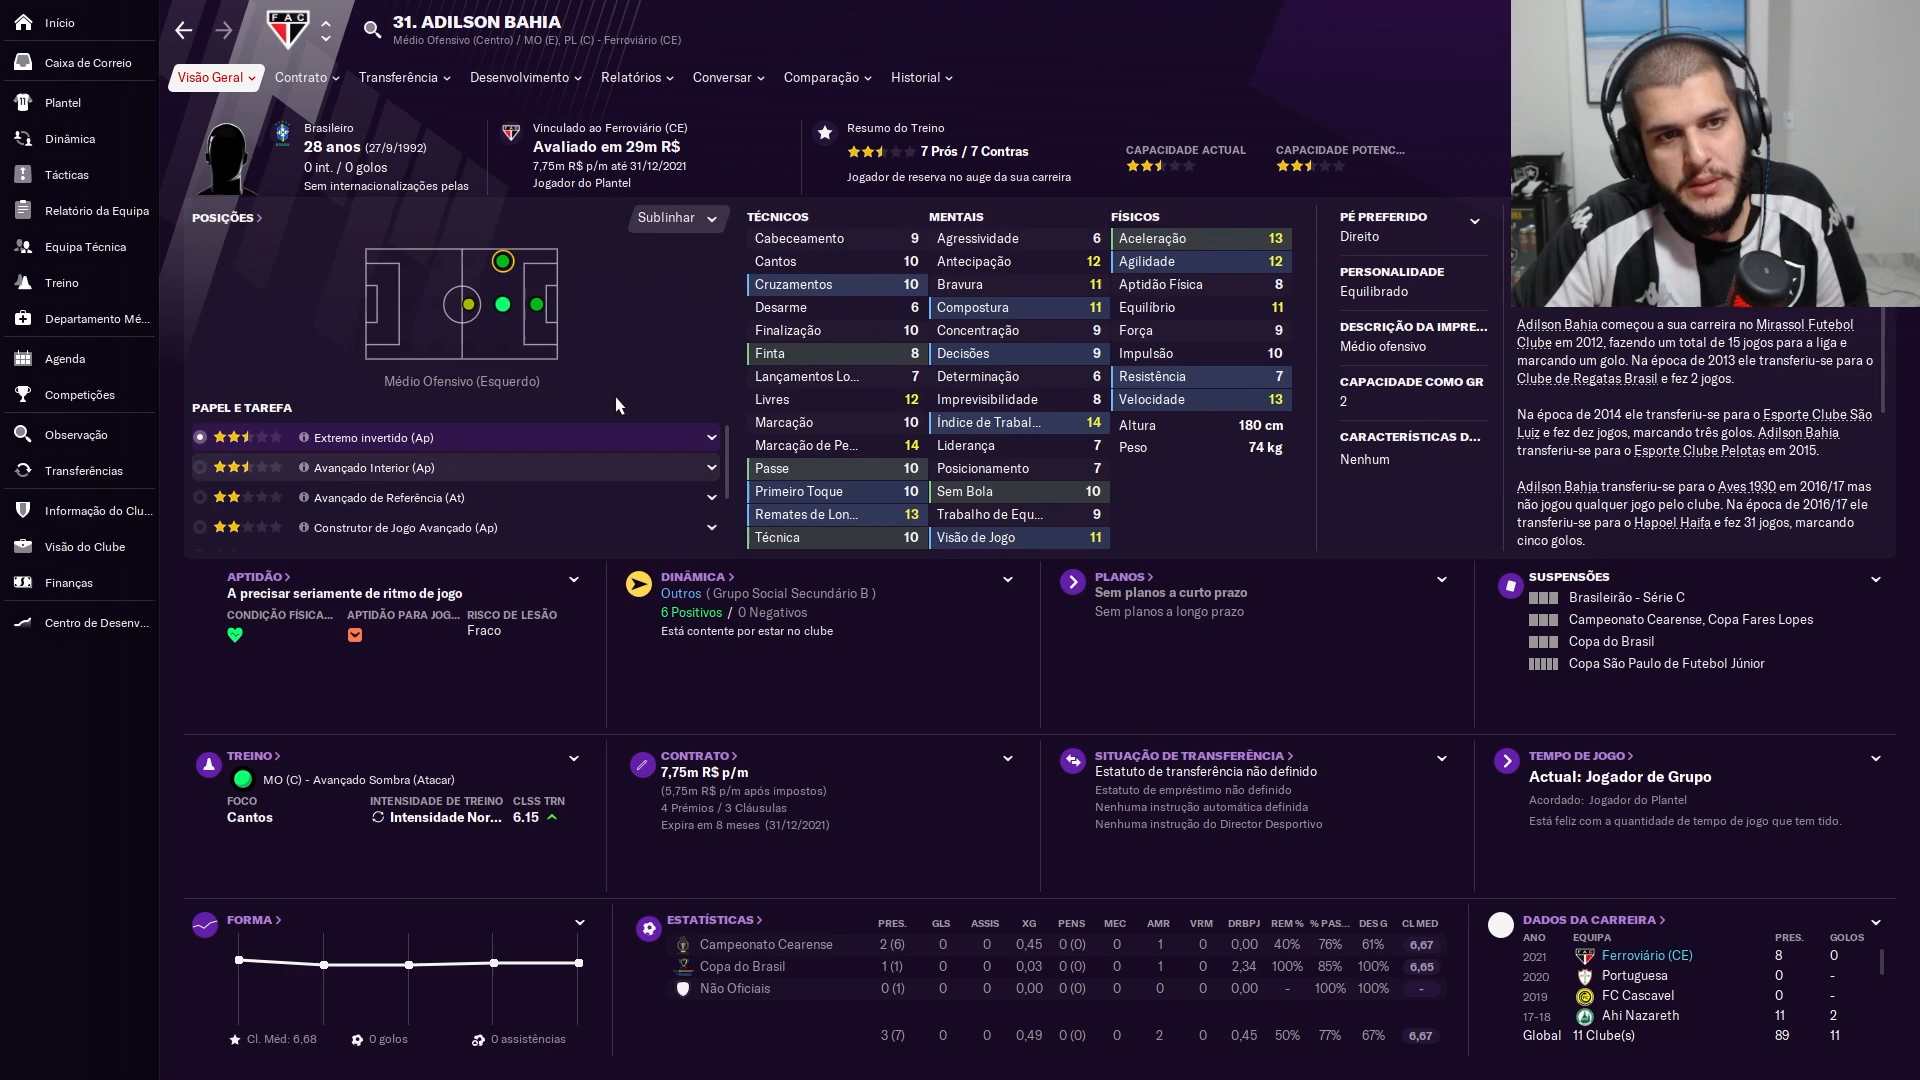 Início
Caixa de Correio
Plantel
Dinâmica
Tácticas
Relatório da Equipa
Equipa Técnica
Treino
Departamento Mé...
Agenda
Competições
Observação
Transferências
Informação do Clu...
Visão do Clube
Finanças
Centro de Desenv...
FAC
31. ADILSON BAHIA
Médio Ofensivo (Centro) / MO (E), PL (C) - Ferroviário (CE)
Visão Geral Contrato Transferência Desenvolvimento Relatórios Conversar Comparação Historial
Brasileiro
28 anos (27/9/1992)
0 int. / 0 golos
Sem internacionalizações pelas
Vinculado ao Ferroviário (CE)
Avaliado em 29m R$
7,75m R$ p/m até 31/12/2021
Jogador do Plantel
Resumo do Treino
7 Prós / 7 Contras
Jogador de reserva no auge da sua carreira
CAPACIDADE ACTUAL
CAPACIDADE POTENC...
POSIÇÕES
Sublinhar
Médio Ofensivo (Esquerdo)
PAPEL E TAREFA
Extremo invertido (Ap)
Avançado Interior (Ap)
Avançado de Referência (At)
Construtor de Jogo Avançado (Ap)
TÉCNICOS
Cabeceamento 9
Cantos 10
Cruzamentos 10
Desarme 6
Finalização 10
Finta 8
Lançamentos Lo... 7
Livres 12
Marcação 10
Marcação de Pe... 14
Passe 10
Primeiro Toque 10
Remates de Lon... 13
Técnica 10
MENTAIS
Agressividade 6
Antecipação 12
Bravura 11
Compostura 11
Concentração 9
Decisões 9
Determinação 6
Imprevisibilidade 8
Índice de Trabal... 14
Liderança 7
Posicionamento 7
Sem Bola 10
Trabalho de Equ... 9
Visão de Jogo 11
FÍSICOS
Aceleração 13
Agilidade 12
Aptidão Física 8
Equilíbrio 11
Força 9
Impulsão 10
Resistência 7
Velocidade 13
Altura 180 cm
Peso 74 kg
PÉ PREFERIDO
Direito
PERSONALIDADE
Equilibrado
DESCRIÇÃO DA IMPRE...
Médio ofensivo
CAPACIDADE COMO GR
2
CARACTERÍSTICAS D...
Nenhum
Adilson Bahia começou a sua carreira no Mirassol Futebol
Clube em 2012, fazendo um total de 15 jogos para a liga e
marcando um golo. Na época de 2013 ele transferiu-se para o
Clube de Regatas Brasil e fez 2 jogos.
Na época de 2014 ele transferiu-se para o Esporte Clube São
Luiz e fez dez jogos, marcando três golos. Adilson Bahia
transferiu-se para o Esporte Clube Pelotas em 2015.
Adilson Bahia transferiu-se para o Aves 1930 em 2016/17 mas
não jogou qualquer jogo pelo clube. Na época de 2016/17 ele
transferiu-se para o Hapoel Haifa e fez 31 jogos, marcando
cinco golos.
APTIDÃO
A precisar seriamente de ritmo de jogo
CONDIÇÃO FÍSICA... APTIDÃO PARA JOG... RISCO DE LESÃO
Fraco
DINÂMICA
Outros ( Grupo Social Secundário B )
6 Positivos / 0 Negativos
Está contente por estar no clube
PLANOS
Sem planos a curto prazo
Sem planos a longo prazo
SUSPENSÕES
Brasileirão - Série C
Campeonato Cearense, Copa Fares Lopes
Copa do Brasil
Copa São Paulo de Futebol Júnior
TREINO
MO (C) - Avançado Sombra (Atacar)
FOCO INTENSIDADE DE TREINO CLSS TRN
Cantos Intensidade Nor... 6.15
CONTRATO
7,75m R$ p/m
(5,75m R$ p/m após impostos)
4 Prémios / 3 Cláusulas
Expira em 8 meses (31/12/2021)
SITUAÇÃO DE TRANSFERÊNCIA
Estatuto de transferência não definido
Estatuto de empréstimo não definido
Nenhuma instrução automática definida
Nenhuma instrução do Director Desportivo
TEMPO DE JOGO
Actual: Jogador de Grupo
Acordado: Jogador do Plantel
Está feliz com a quantidade de tempo de jogo que tem tido.
FORMA
Cl. Méd: 6,68 0 golos 0 assistências
ESTATÍSTICAS PRES. GLS ASSIS XG PENS MEC AMR VRM DRBPJ REM % % PAS... DES G CL MED
Campeonato Cearense 2 (6) 0 0 0,45 0 (0) 0 1 0 0,00 40% 76% 61% 6,67
Copa do Brasil 1 (1) 0 0 0,03 0 (0) 0 1 0 2,34 100% 85% 100% 6,65
Não Oficiais 0 (1) 0 0 0,00 0 (0) 0 0 0 0,00 - 100% 100% -
3 (7) 0 0 0,49 0 (0) 0 2 0 0,45 50% 77% 67% 6,67
DADOS DA CARREIRA
ANO EQUIPA PRES. GOLOS
2021 Ferroviário (CE) 8 0
2020 Portuguesa 0 -
2019 FC Cascavel 0 -
17-18 Ahi Nazareth 11 2
Global 11 Clube(s) 89 11